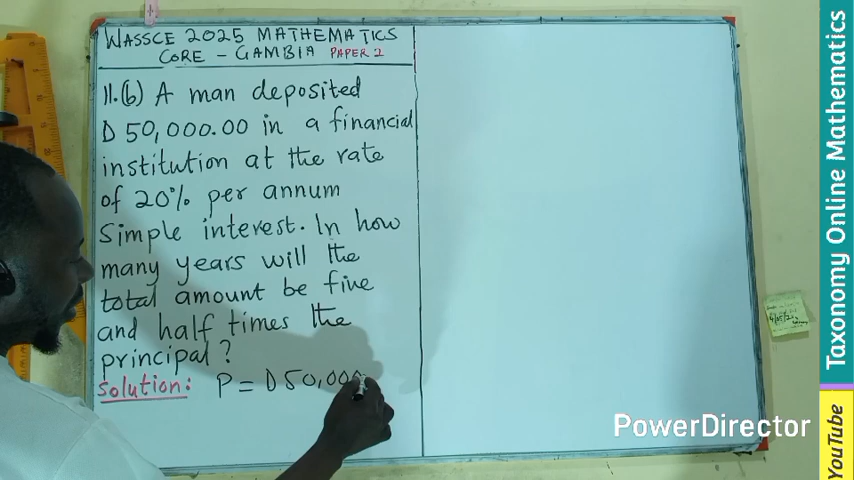 WASSCE 2025 MATHEMATICS
CORE - GAMBIA PAPER 2
11.(b) A man deposited
D 50,000.00 in a financial
institution at the rate
of 20% per annum
Simple interest. In how
many years will the
total amount be five
and half times the
principal?
Solution: P = D 50,000
PowerDirector
Taxonomy Online Mathematics
YouTube